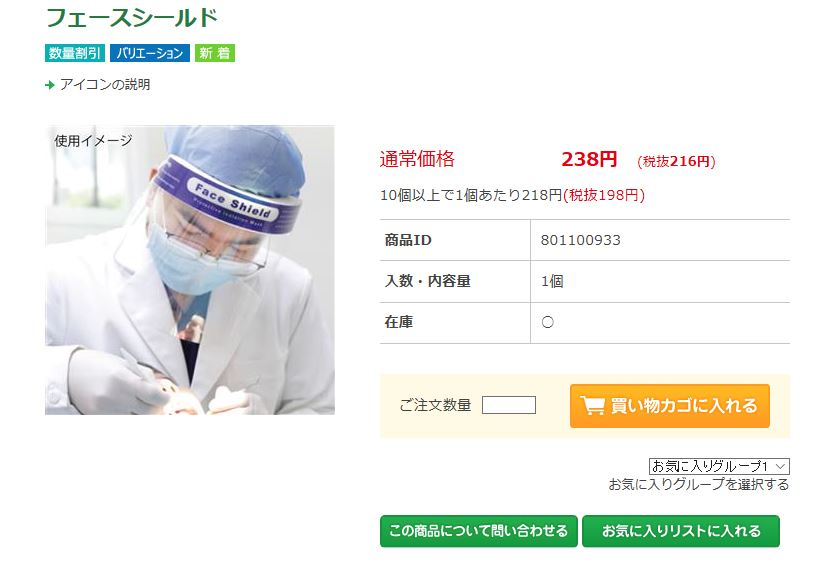 フェースシールド
数量割引 バリエーション 新着
アイコンの説明
使用イメージ
Face Shield
Protective Isolation Mask
通常価格 238円 (税抜216円)
10個以上で1個あたり218円(税抜198円)
商品ID 801100933
入数・内容量 1個
在庫 〇
ご注文数量 買い物カゴに入れる
お気に入りグループ1
お気に入りグループを選択する
この商品について問い合わせる お気に入りリストに入れる